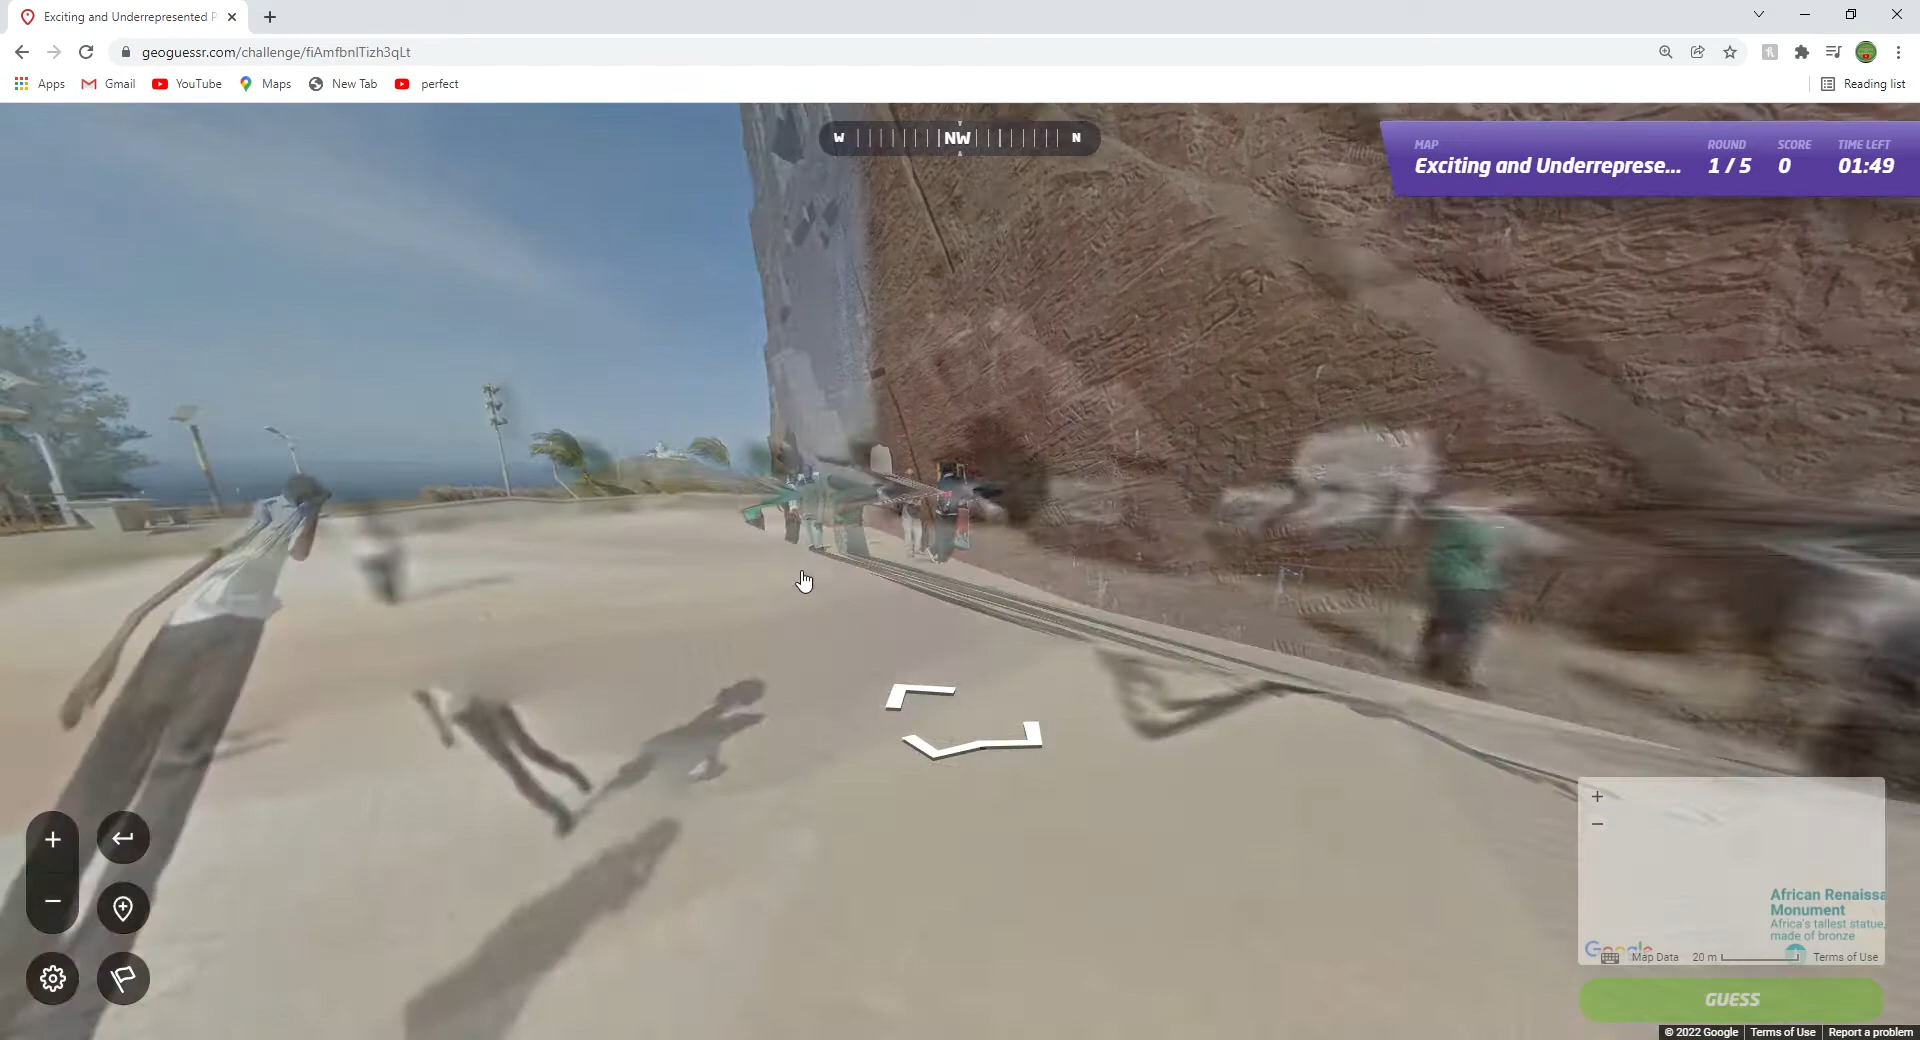 Exciting and Underrepresented P
geoguessr.com/challenge/fiAmfbnlTizh3qLt
Apps
Gmail
YouTube
Maps
New Tab
perfect
Reading list
W
NW
N
MAP
ROUND
SCORE
TIME LEFT
Exciting and Underreprese...
1 / 5
0
01:49
+
−
+
−
African Renaissa
Monument
Africa's tallest statue,
made of bronze
Google
Map Data
20 m
Terms of Use
GUESS
© 2022 Google
Terms of Use
Report a problem